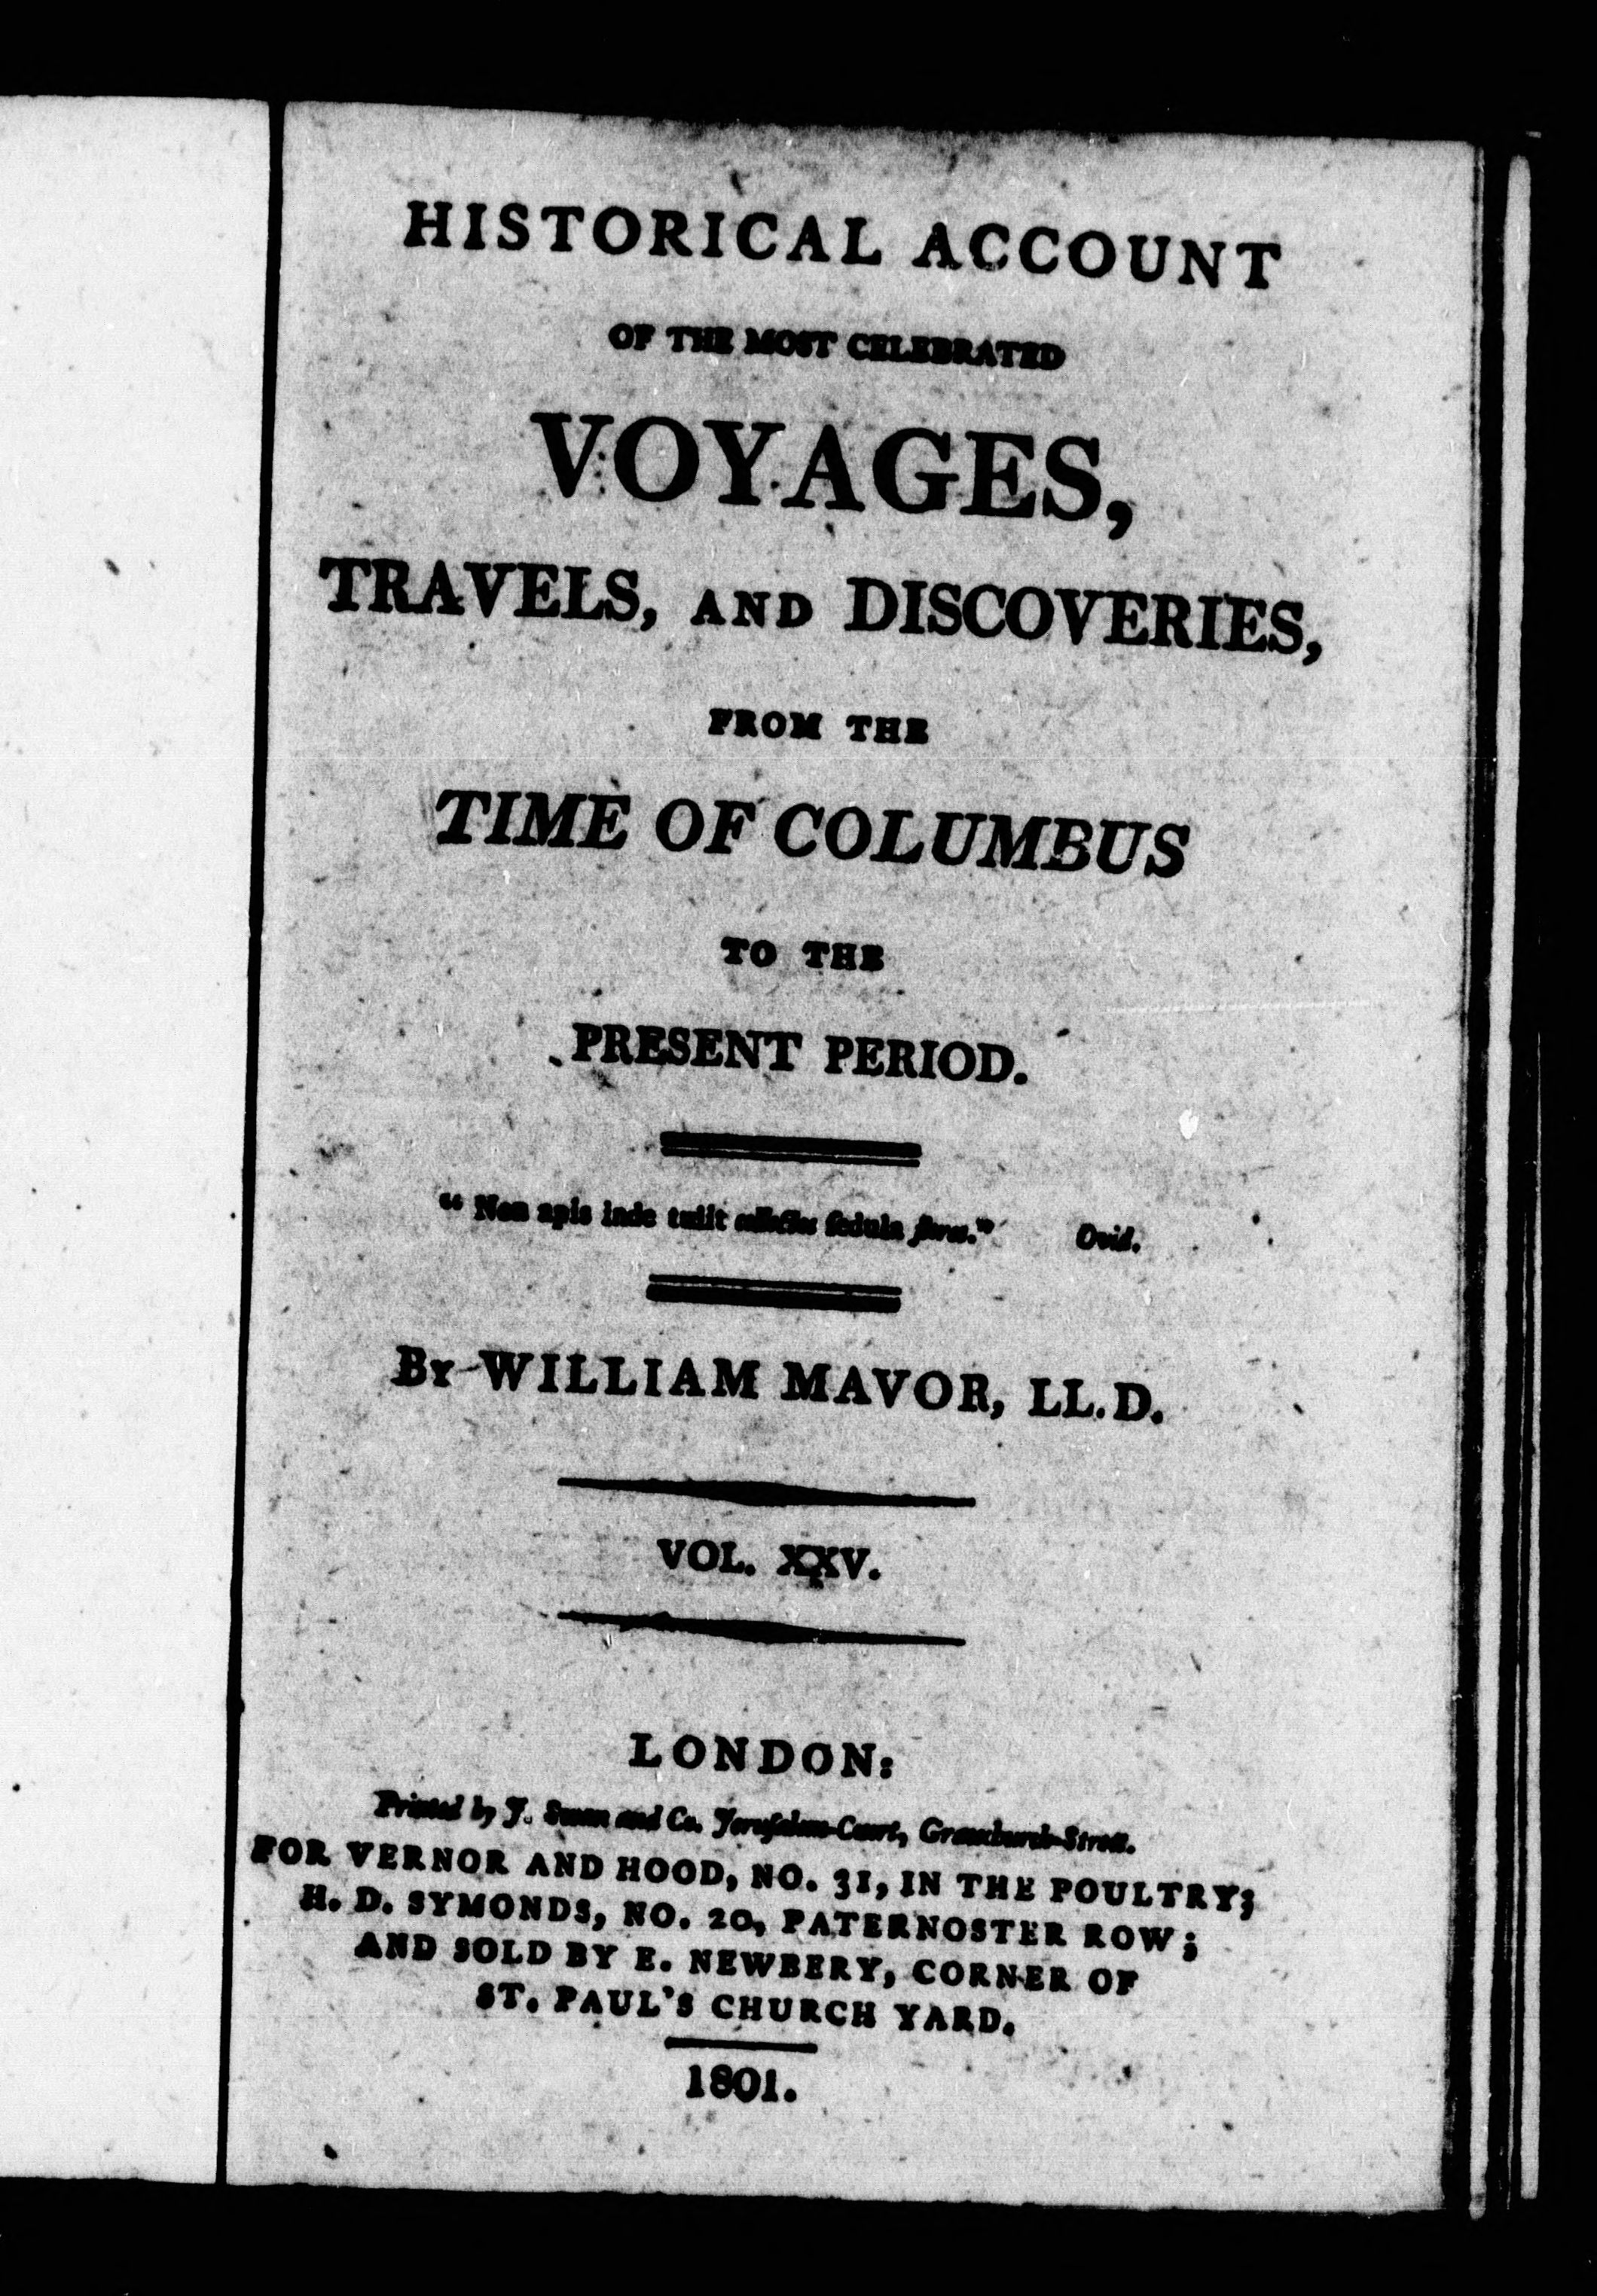 HISTORICAL ACCOUNT
OF THE MOST CELEBRATED
VOYAGES,
TRAVELS, AND DISCOVERIES,
FROM THE
TIME OF COLUMBUS
TO THE
PRESENT PERIOD.
“ Non apis inde tulit collectos sedula flores.” Ovid.
BY WILLIAM MAVOR, LL.D.
VOL. XXV.
LONDON:
Printed by J. Swan and Co. Jerusalem-Court, Gracechurch-Street.
FOR VERNOR AND HOOD, NO. 31, IN THE POULTRY;
H. D. SYMONDS, NO. 20, PATERNOSTER ROW;
AND SOLD BY E. NEWBERY, CORNER OF
ST. PAUL'S CHURCH YARD.
1801.